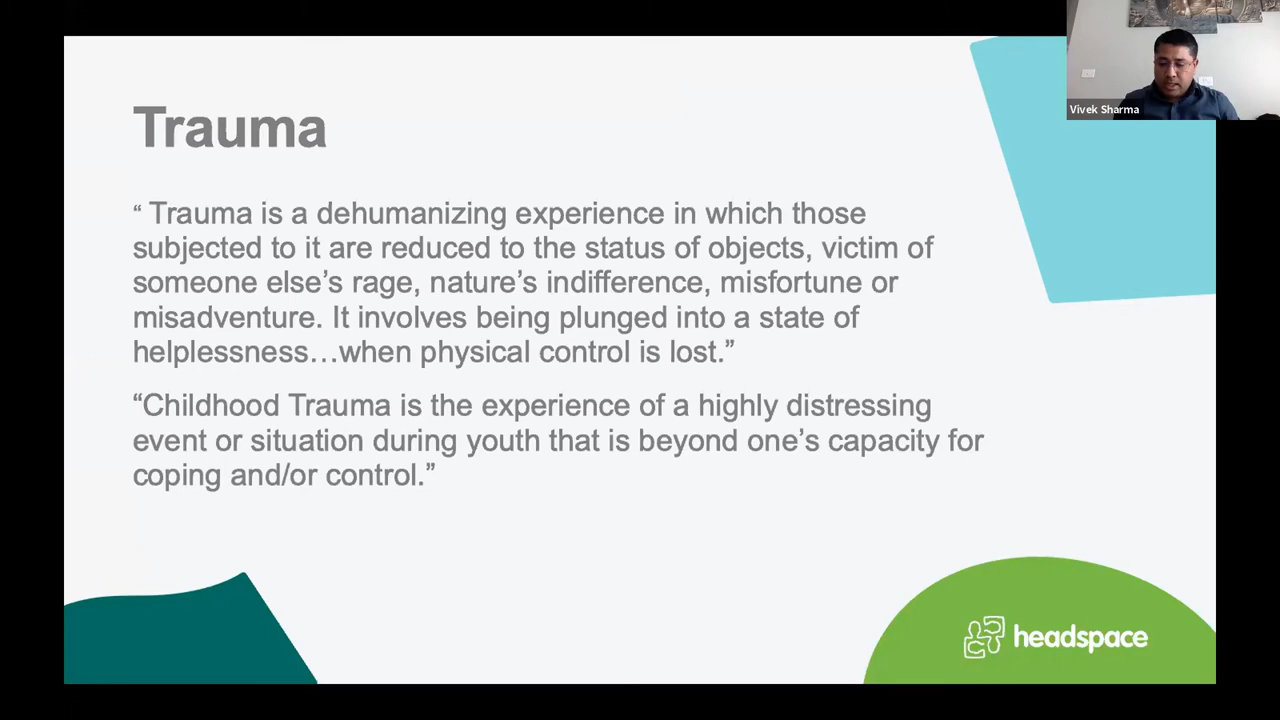 Vivek Sharma
Trauma
“ Trauma is a dehumanizing experience in which those
subjected to it are reduced to the status of objects, victim of
someone else’s rage, nature’s indifference, misfortune or
misadventure. It involves being plunged into a state of
helplessness…when physical control is lost.”
“Childhood Trauma is the experience of a highly distressing
event or situation during youth that is beyond one’s capacity for
coping and/or control.”
headspace